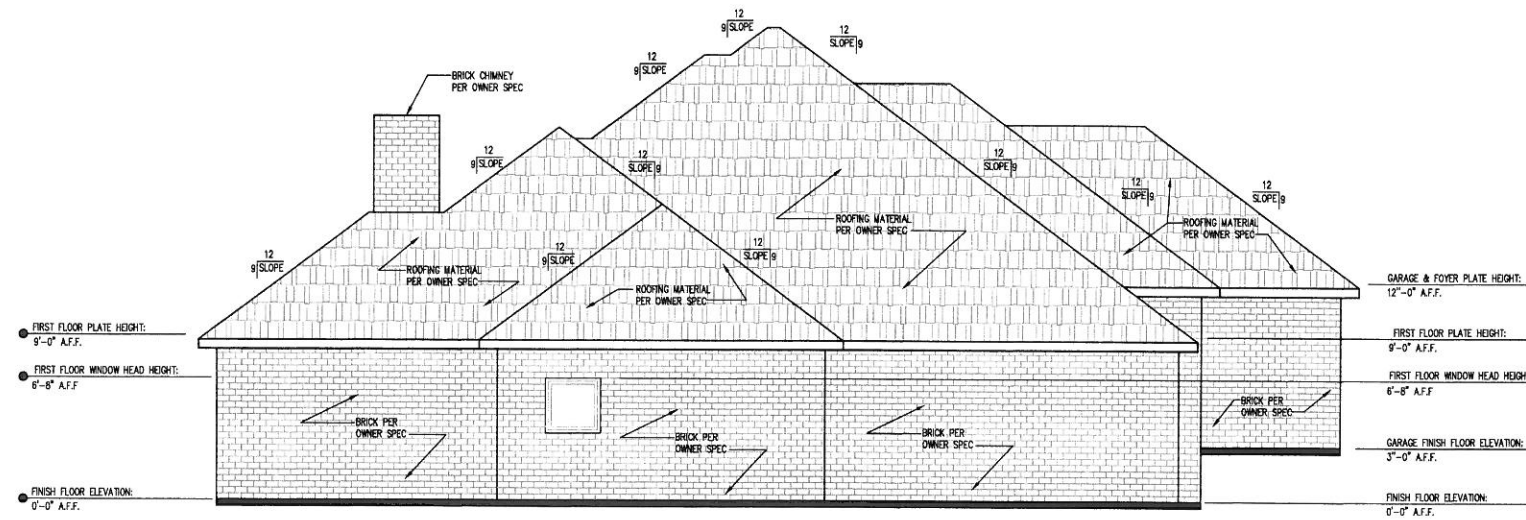 12
9 SLOPE
12
SLOPE 9
12
9 SLOPE
BRICK CHIMNEY
PER OWNER SPEC
12
9 SLOPE
12
SLOPE 9
12
SLOPE 9
12
SLOPE 9
12
SLOPE 9
ROOFING MATERIAL
PER OWNER SPEC
ROOFING MATERIAL
PER OWNER SPEC
12
9 SLOPE
12
9 SLOPE
12
SLOPE 9
ROOFING MATERIAL
PER OWNER SPEC
ROOFING MATERIAL
PER OWNER SPEC
GARAGE & FOYER PLATE HEIGHT:
12"-0" A.F.F.
FIRST FLOOR PLATE HEIGHT:
9'-0" A.F.F.
FIRST FLOOR PLATE HEIGHT:
9'-0" A.F.F.
FIRST FLOOR WINDOW HEAD HEIGHT:
6'-8" A.F.F
FIRST FLOOR WINDOW HEAD HEIGH
6'-8" A.F.F
BRICK PER
OWNER SPEC
BRICK PER
OWNER SPEC
BRICK PER
OWNER SPEC
BRICK PER
OWNER SPEC
GARAGE FINISH FLOOR ELEVATION:
3"-0" A.F.F.
FINISH FLOOR ELEVATION:
0'-0" A.F.F.
FINISH FLOOR ELEVATION:
0'-0" A.F.F.